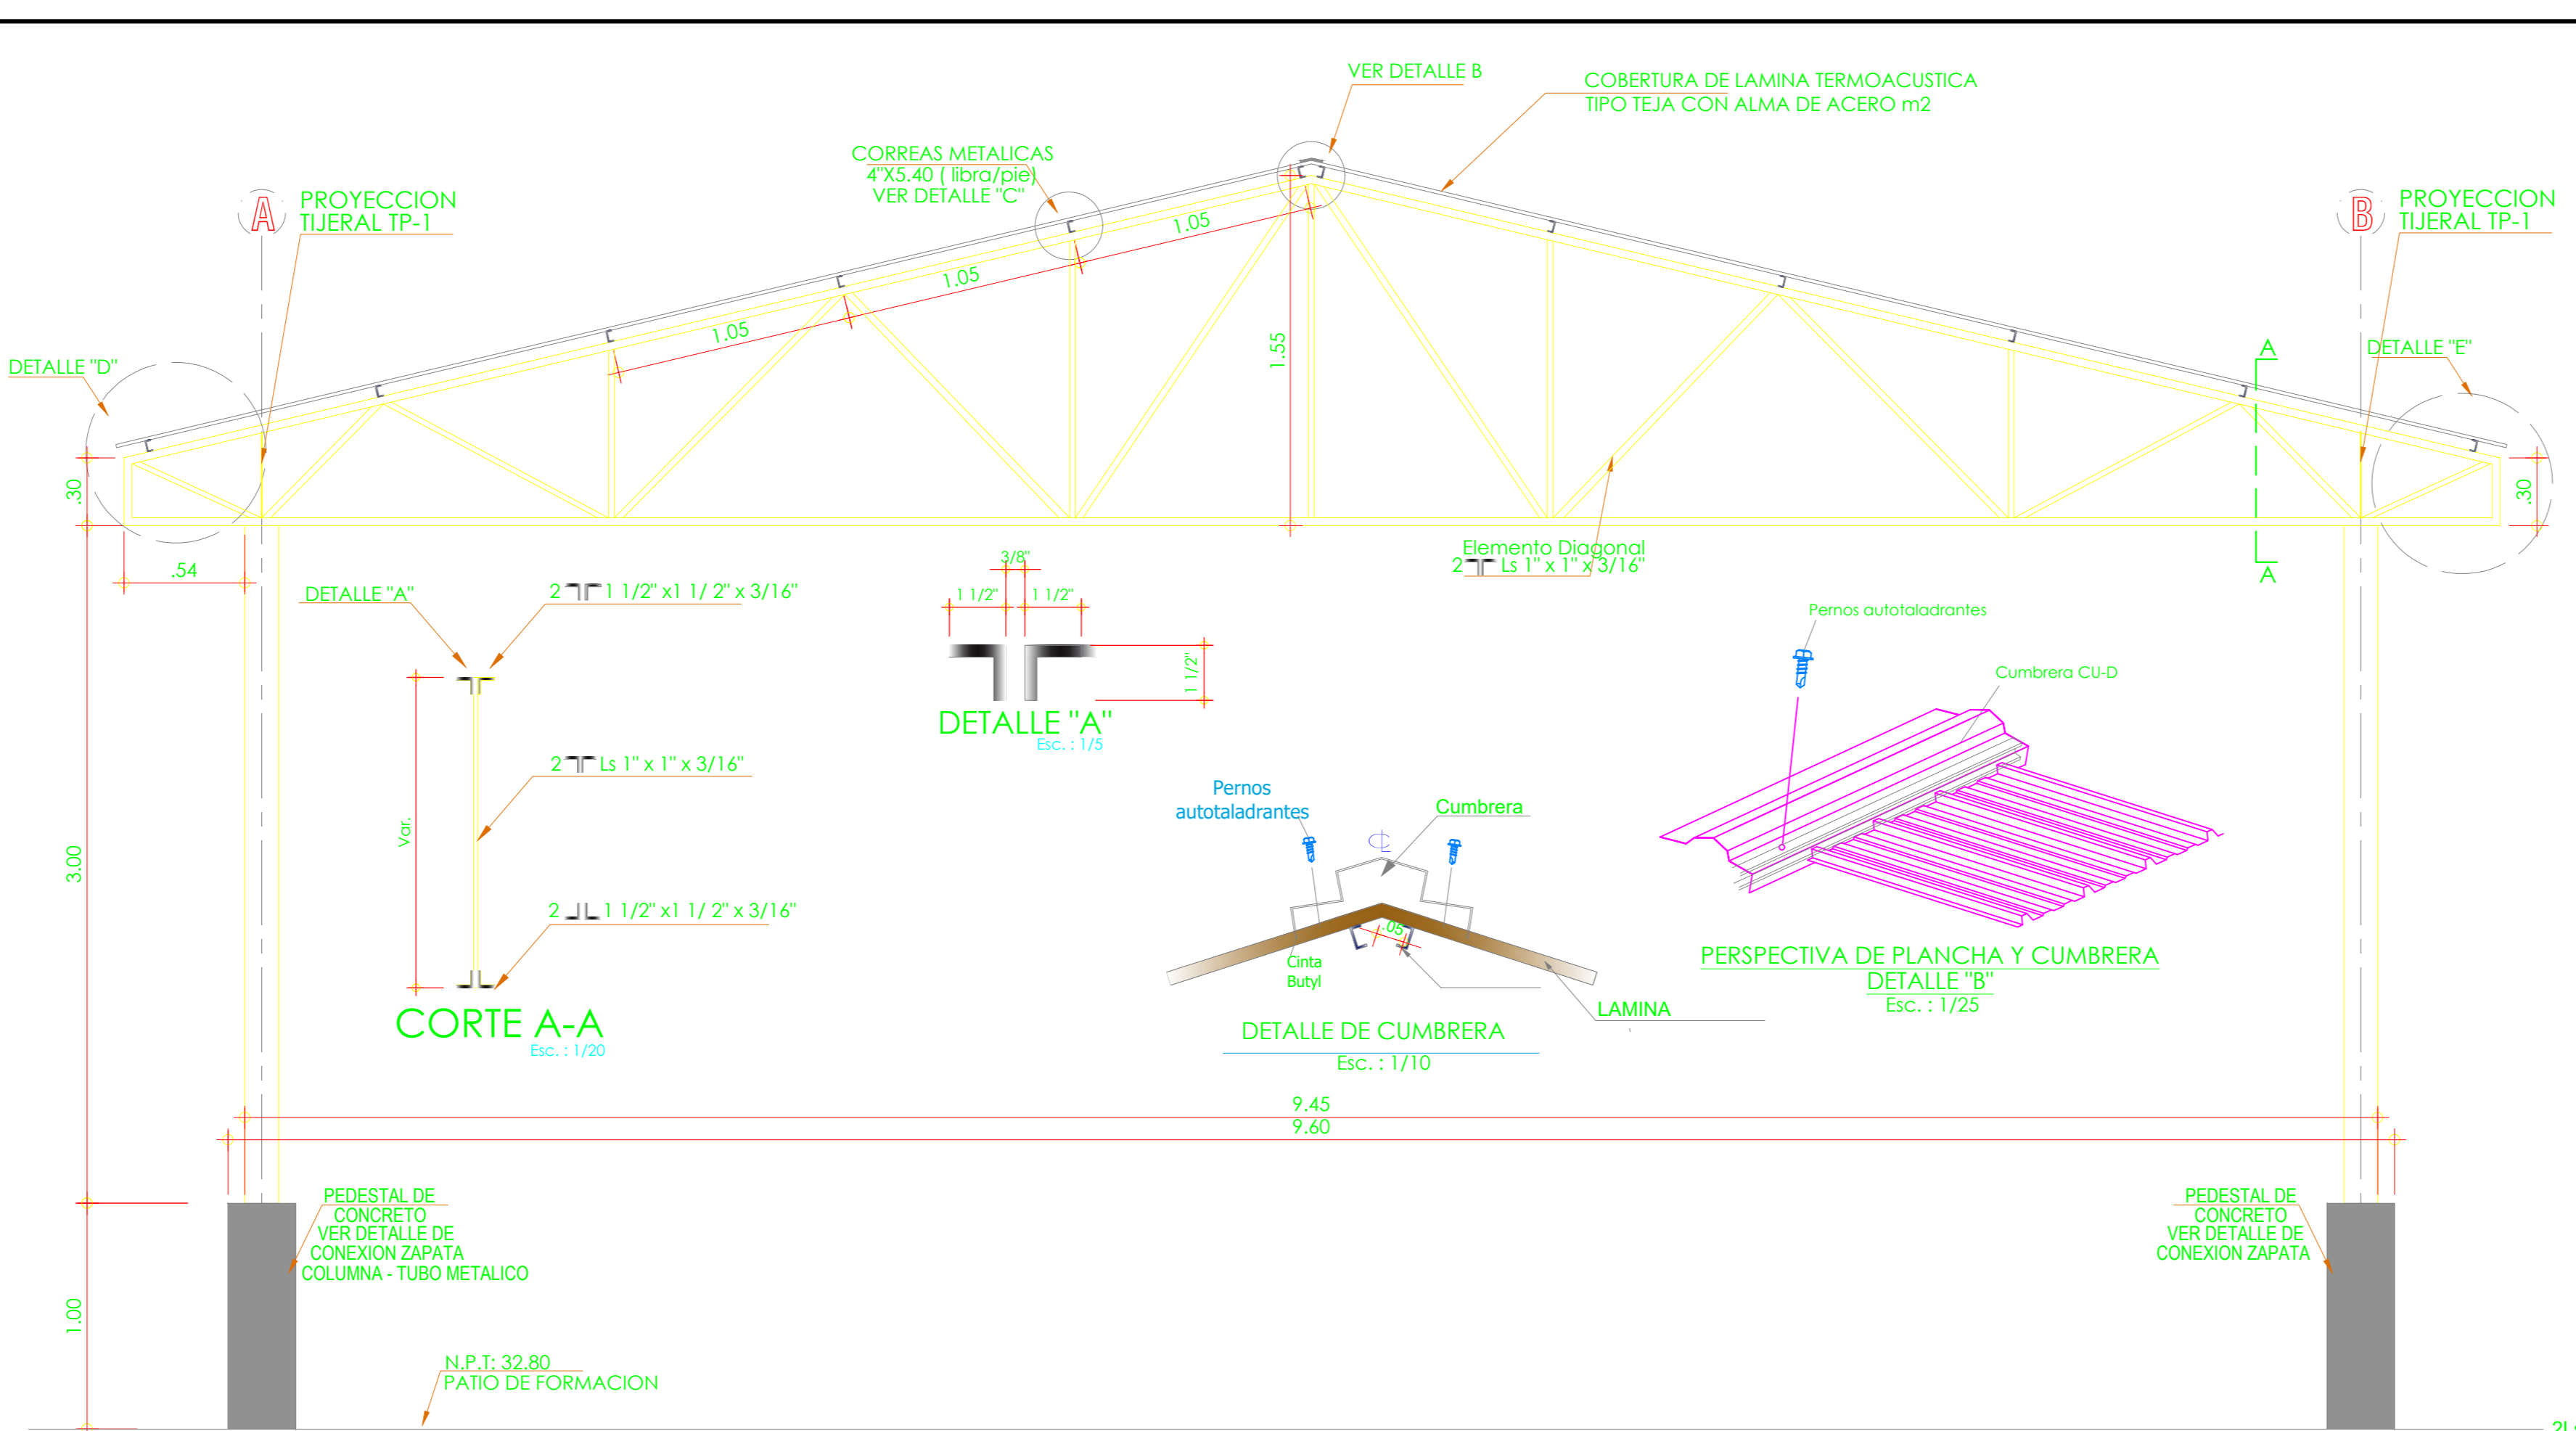 VER DETALLE B
COBERTURA DE LAMINA TERMOACUSTICA
TIPO TEJA CON ALMA DE ACERO m2
CORREAS METALICAS
4"X5.40 ( libra/pie)
VER DETALLE "C"
A
PROYECCION
TIJERAL TP-1
B
PROYECCION
TIJERAL TP-1
1.05
1.05
1.05
1.55
DETALLE "D"
DETALLE "E"
A
A
.30
.30
.54
3.00
1.00
Elemento Diagonal
2 Ls 1" x 1" x 3/16"
DETALLE "A"
2 1 1/2" x1 1/ 2" x 3/16"
Var.
2 Ls 1" x 1" x 3/16"
2 1 1/2" x1 1/ 2" x 3/16"
CORTE A-A
Esc. : 1/20
3/8"
1 1/2"
1 1/2"
1 1/2"
DETALLE "A"
Esc. : 1/5
Pernos
autotaladrantes
Cumbrera
.05
Cinta
Butyl
LAMINA
DETALLE DE CUMBRERA
Esc. : 1/10
Pernos autotaladrantes
Cumbrera CU-D
PERSPECTIVA DE PLANCHA Y CUMBRERA
DETALLE "B"
Esc. : 1/25
9.45
9.60
PEDESTAL DE
CONCRETO
VER DETALLE DE
CONEXION ZAPATA
COLUMNA - TUBO METALICO
PEDESTAL DE
CONCRETO
VER DETALLE DE
CONEXION ZAPATA
N.P.T: 32.80
PATIO DE FORMACION